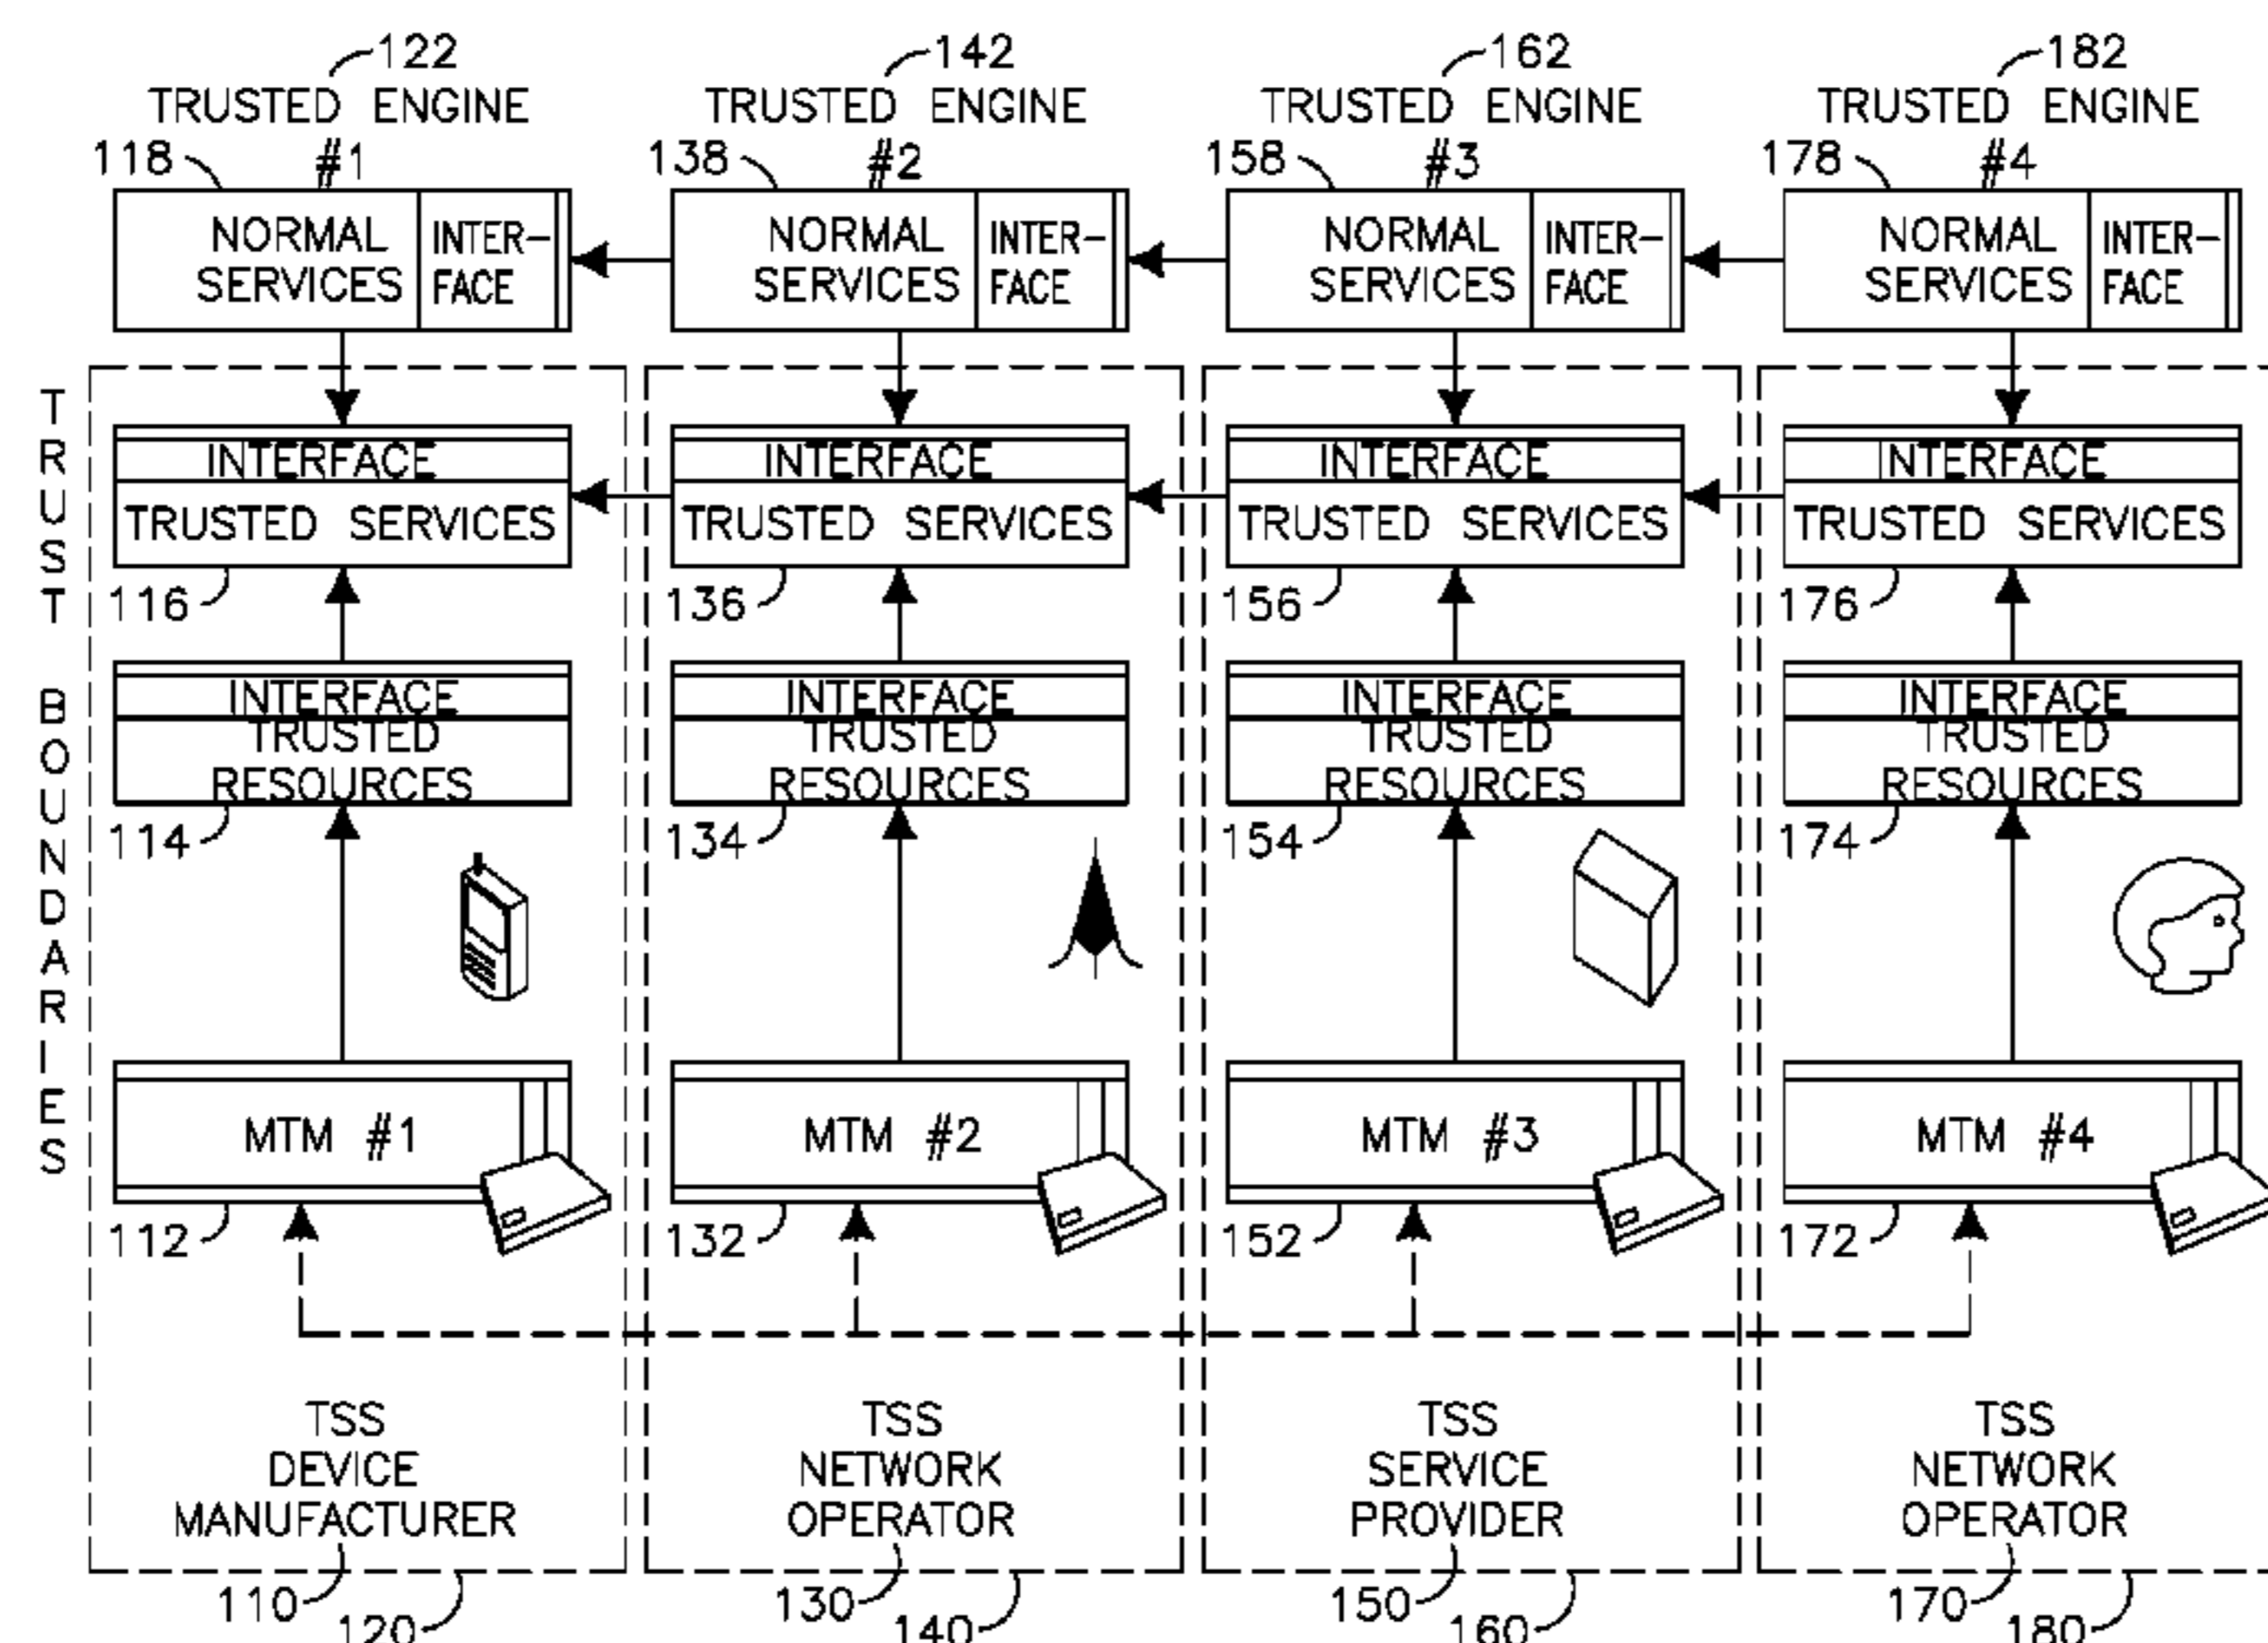 122 142 162 182
TRUSTED ENGINE TRUSTED ENGINE TRUSTED ENGINE TRUSTED ENGINE
118 #1 138 #2 158 #3 178 #4
NORMAL INTER- NORMAL INTER- NORMAL INTER- NORMAL INTER-
SERVICES FACE SERVICES FACE SERVICES FACE SERVICES FACE
TRUST BOUNDARIES
INTERFACE INTERFACE INTERFACE INTERFACE
TRUSTED SERVICES TRUSTED SERVICES TRUSTED SERVICES TRUSTED SERVICES
116 136 156 176
INTERFACE INTERFACE INTERFACE INTERFACE
TRUSTED TRUSTED TRUSTED TRUSTED
RESOURCES RESOURCES RESOURCES RESOURCES
114 134 154 174
MTM #1 MTM #2 MTM #3 MTM #4
112 132 152 172
TSS TSS TSS TSS
DEVICE NETWORK SERVICE NETWORK
MANUFACTURER OPERATOR PROVIDER OPERATOR
110 120 130 140 150 160 170 180